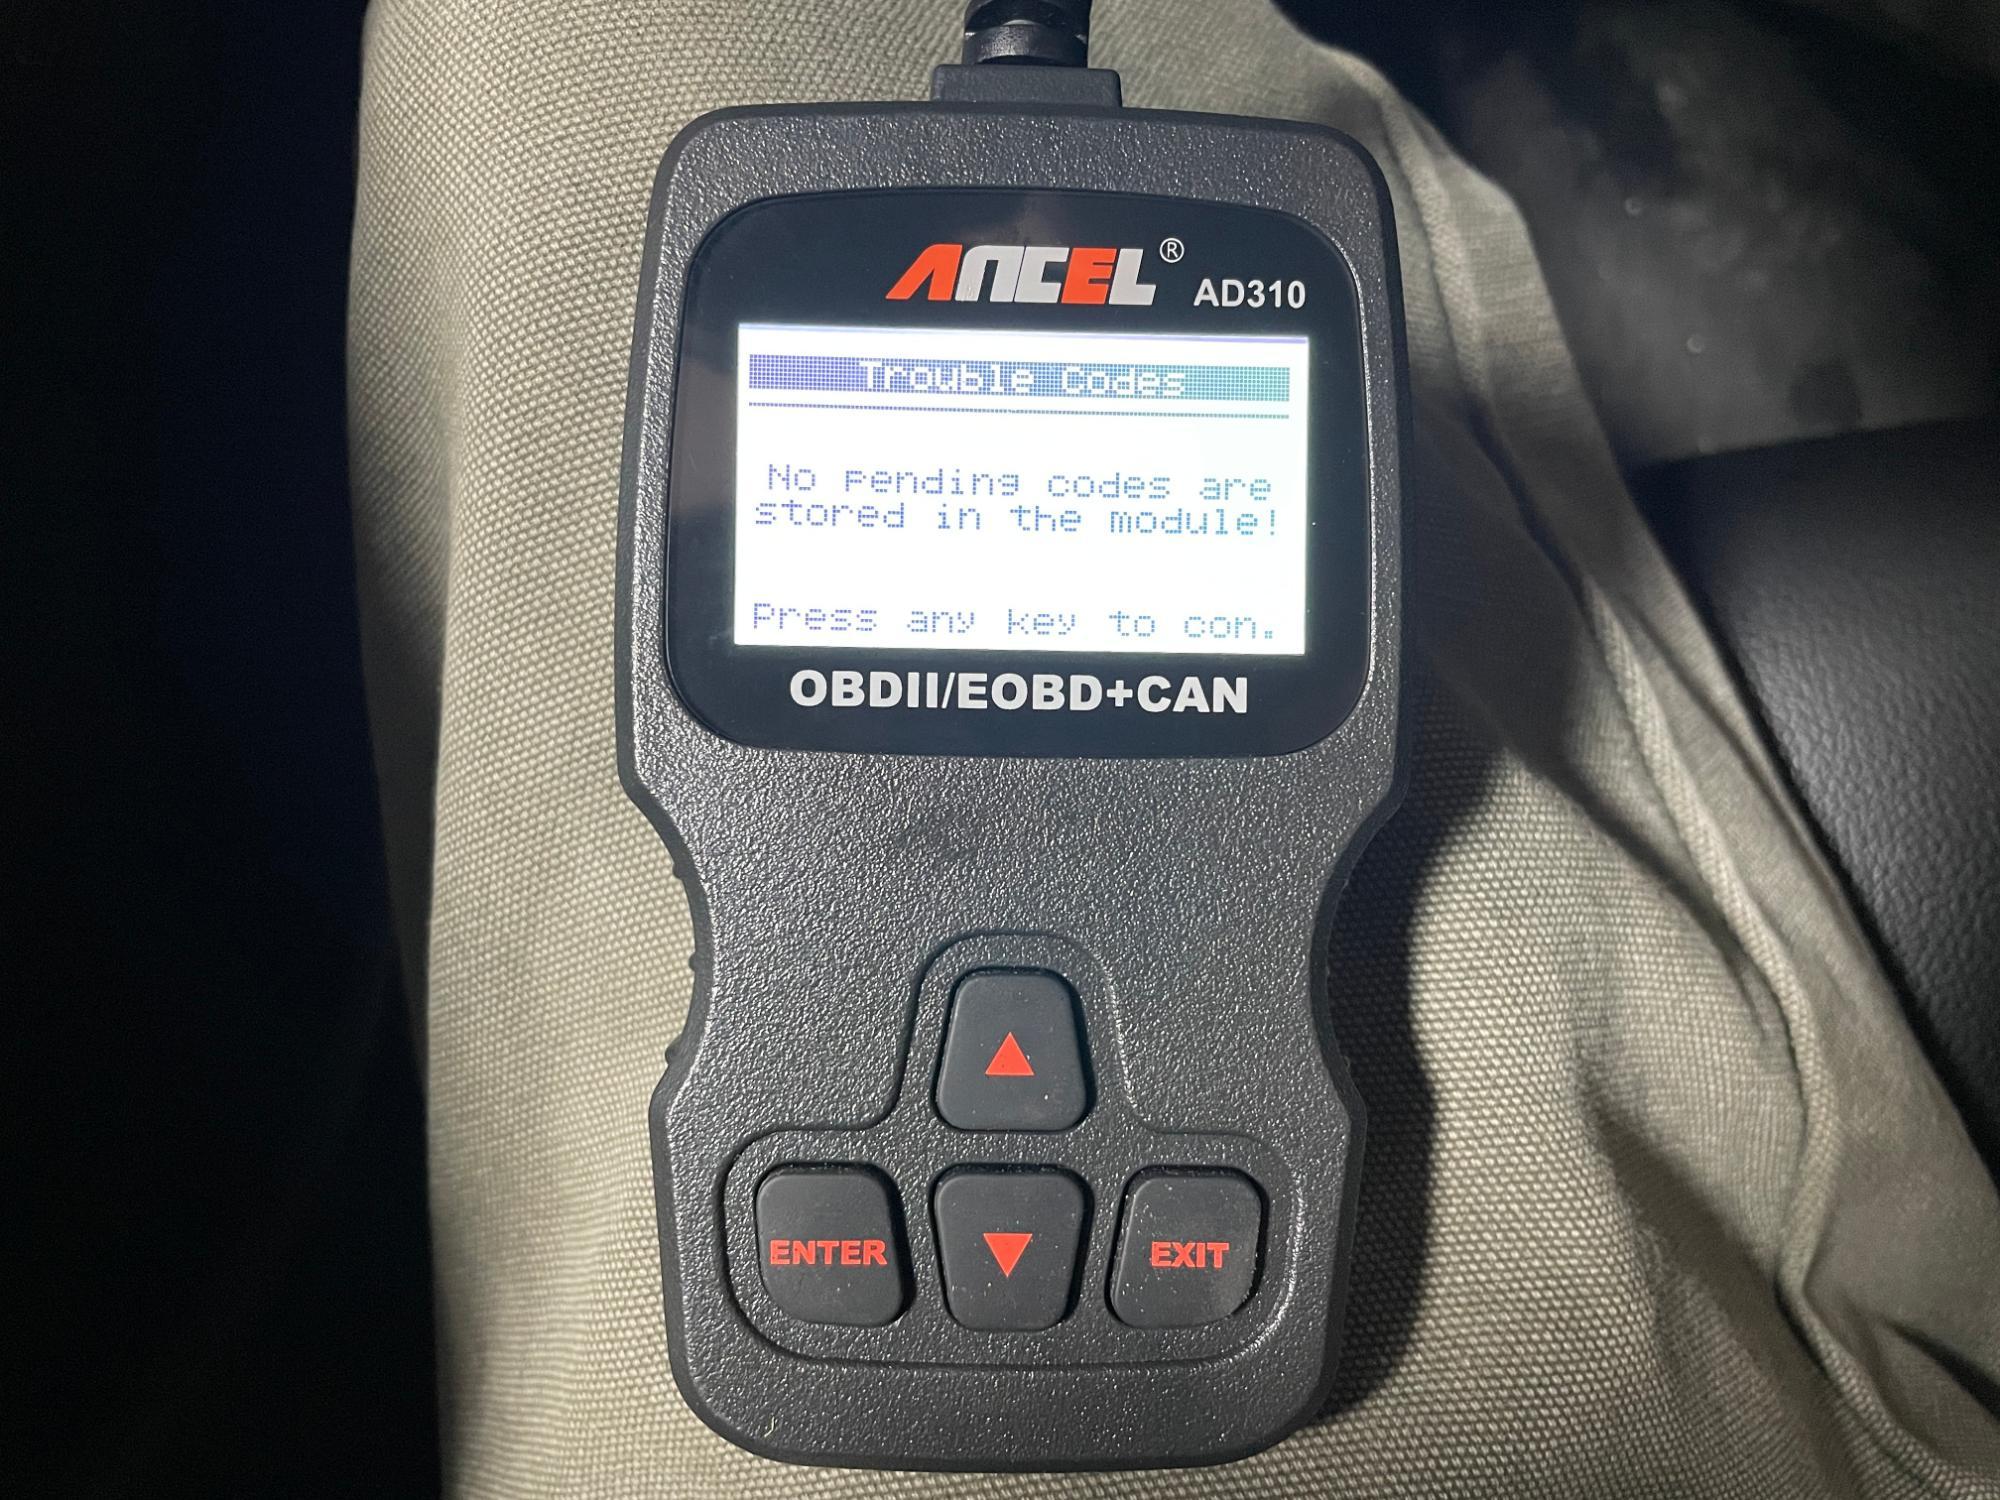 ANCEL ® AD310
Trouble Codes
No pending codes are
stored in the module!
Press any key to con.
OBDII/EOBD+CAN
▲
ENTER ▼ EXIT